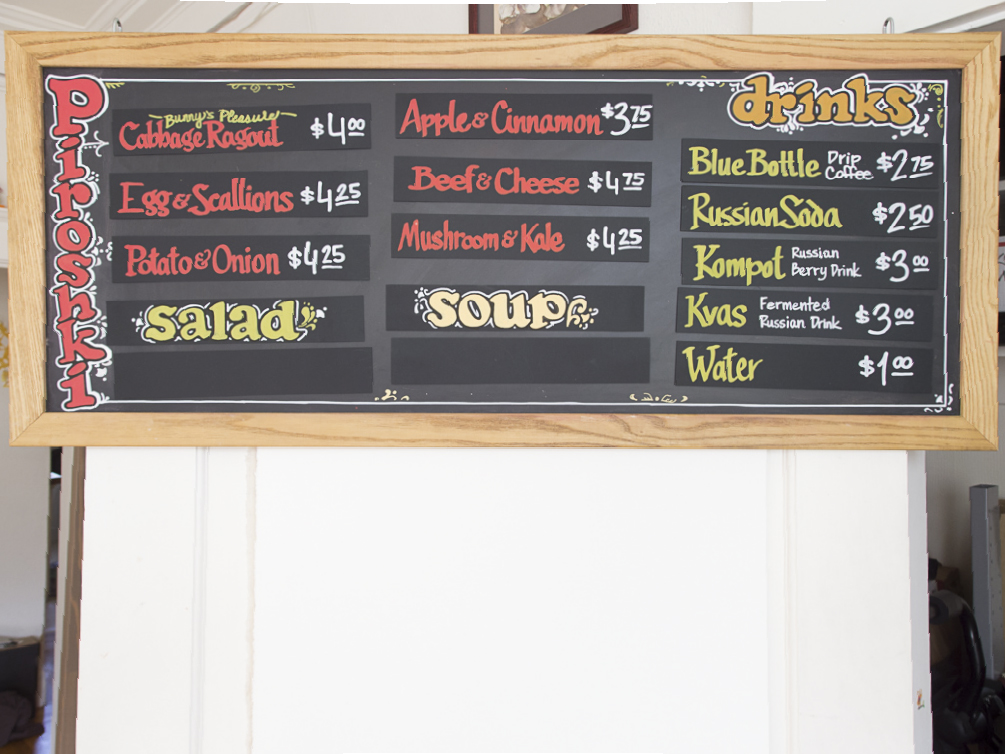 Piroshki
Bunny's Pleasure
Cabbage Ragout $4.00
Egg & Scallions $4.25
Potato & Onion $4.25
salad
Apple & Cinnamon $3.75
Beef & Cheese $4.75
Mushroom & Kale $4.25
soup
drinks
Blue Bottle Drip Coffee $2.75
Russian Soda $2.50
Kompot Russian Berry Drink $3.00
Kvas Fermented Russian Drink $3.00
Water $1.00